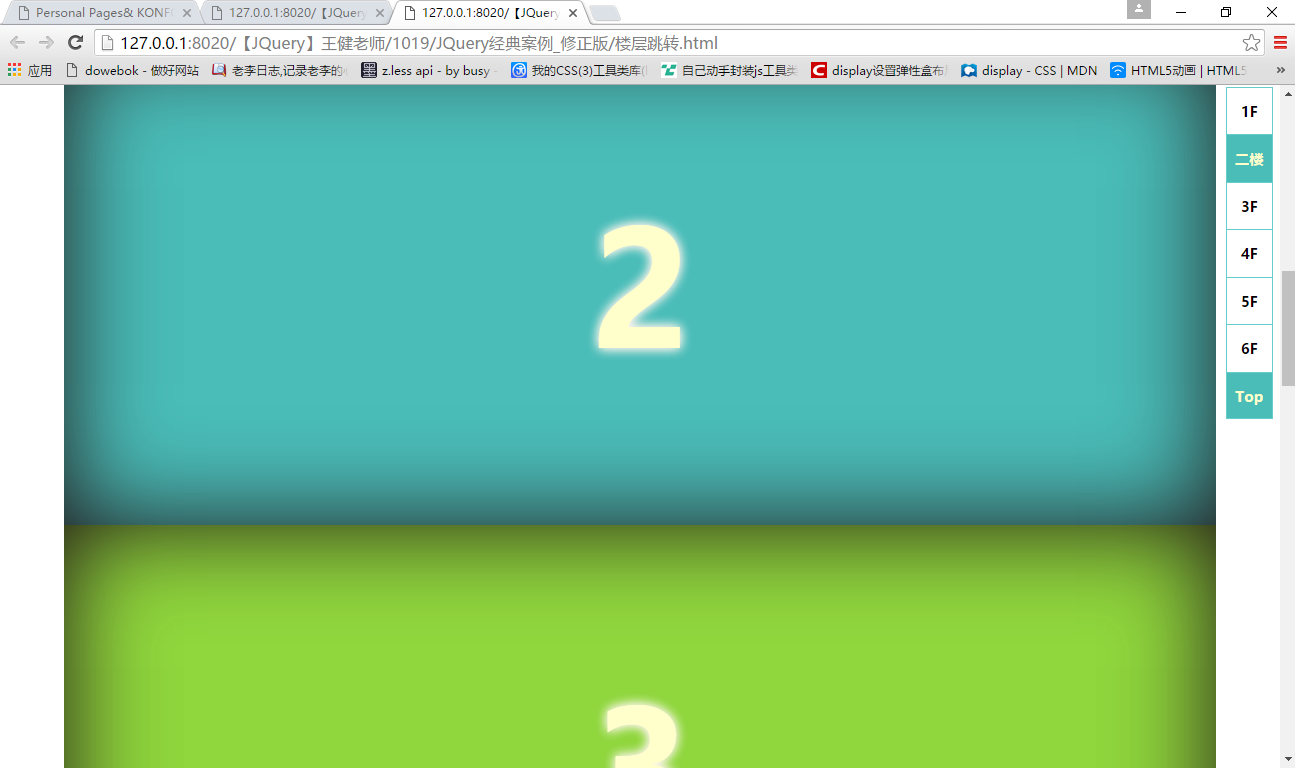 Personal Pages& KONF
127.0.0.1:8020/【JQuery
127.0.0.1:8020/【JQuery
127.0.0.1:8020/【JQuery】王健老师/1019/JQuery经典案例_修正版/楼层跳转.html
应用 dowebok - 做好网站 老李日志,记录老李的 z.less api - by busy 我的CSS(3)工具类库( 自己动手封装js工具类 display设置弹性盒布 display - CSS | MDN HTML5动画 | HTML5 »
1F
二楼
3F
4F
5F
6F
Top
2
3